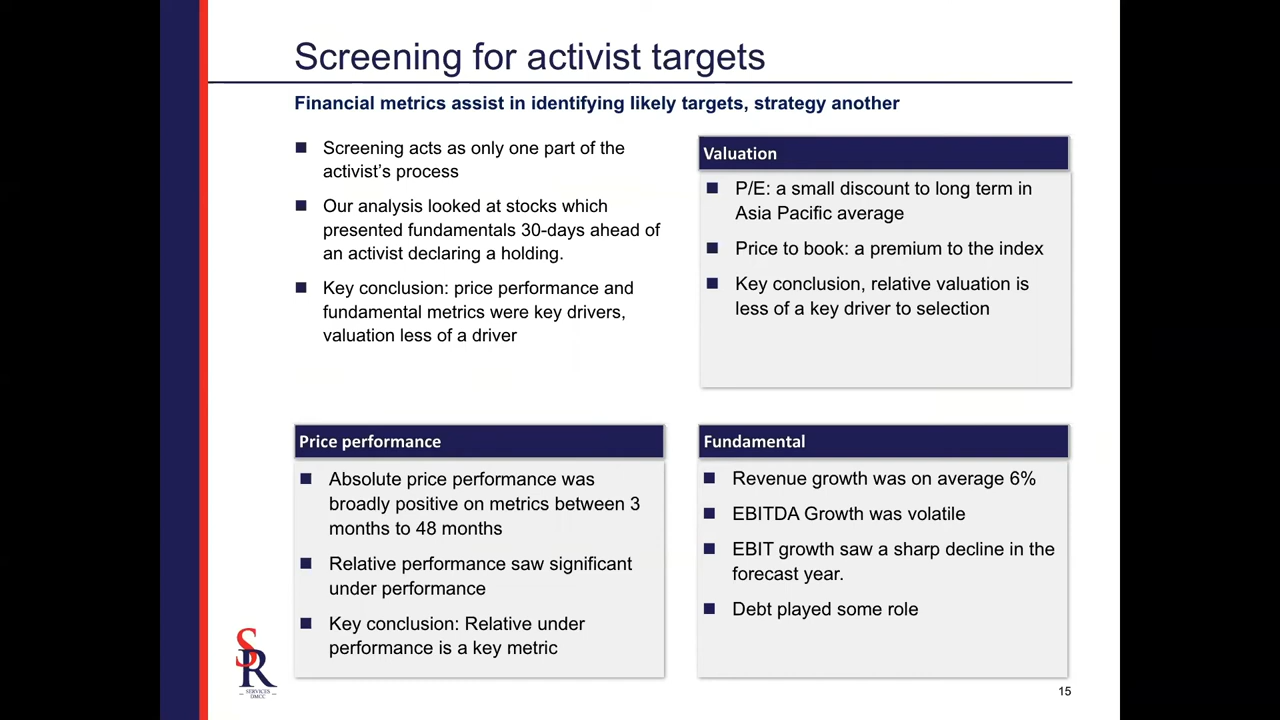 Screening for activist targets
Financial metrics assist in identifying likely targets, strategy another
Screening acts as only one part of the
activist's process
Our analysis looked at stocks which
presented fundamentals 30-days ahead of
an activist declaring a holding.
Key conclusion: price performance and
fundamental metrics were key drivers,
valuation less of a driver
Valuation
P/E: a small discount to long term in
Asia Pacific average
Price to book: a premium to the index
Key conclusion, relative valuation is
less of a key driver to selection
Price performance
Absolute price performance was
broadly positive on metrics between 3
months to 48 months
Relative performance saw significant
under performance
Key conclusion: Relative under
performance is a key metric
Fundamental
Revenue growth was on average 6%
EBITDA Growth was volatile
EBIT growth saw a sharp decline in the
forecast year.
Debt played some role
SR
SERVICES
DMCC
15